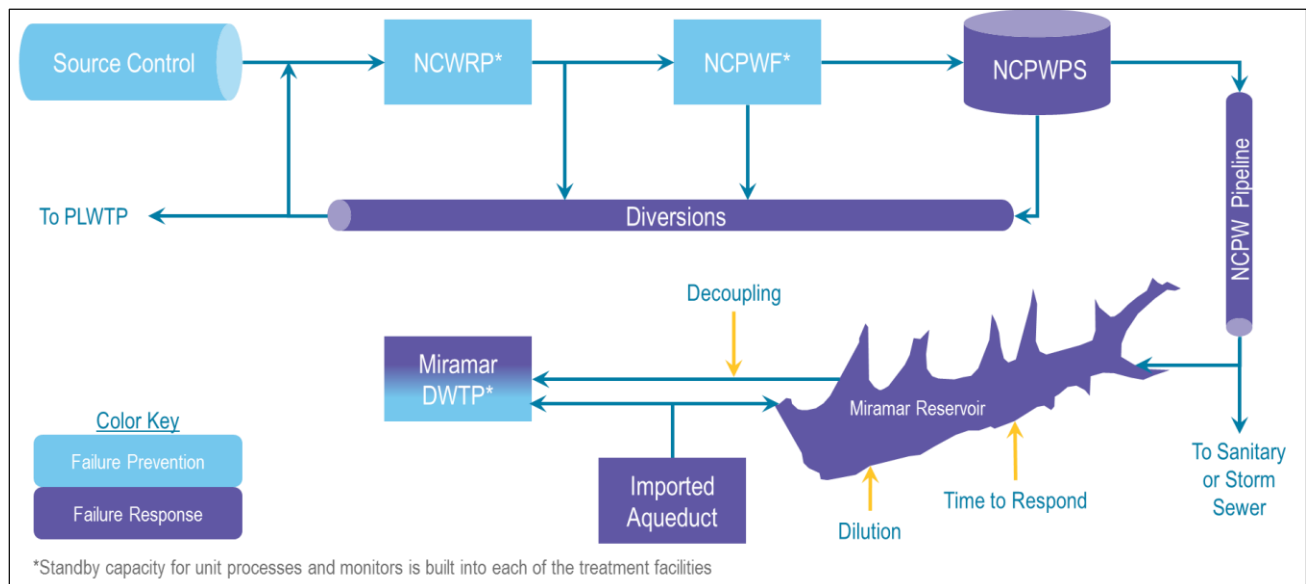 Source Control
NCWRP*
NCPWF*
NCPWPS
NCPW Pipeline
To PLWTP
Diversions
Decoupling
Miramar
DWTP*
Miramar Reservoir
Color Key
Failure Prevention
Failure Response
Imported
Aqueduct
Dilution
Time to Respond
To Sanitary
or Storm
Sewer
*Standby capacity for unit processes and monitors is built into each of the treatment facilities